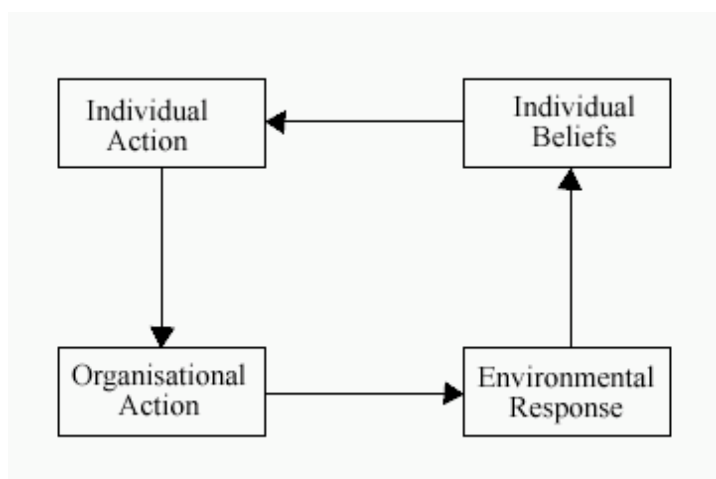 Individual
Action
Individual
Beliefs
Organisational
Action
Environmental
Response